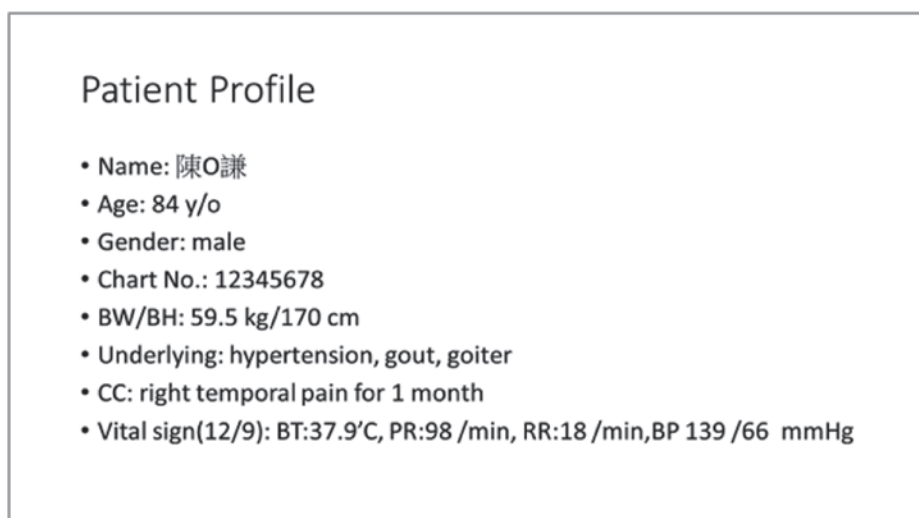 Patient Profile
• Name: 陳O謙
• Age: 84 y/o
• Gender: male
• Chart No.: 12345678
• BW/BH: 59.5 kg/170 cm
• Underlying: hypertension, gout, goiter
• CC: right temporal pain for 1 month
• Vital sign(12/9): BT:37.9'C, PR:98 /min, RR:18 /min,BP 139 /66 mmHg